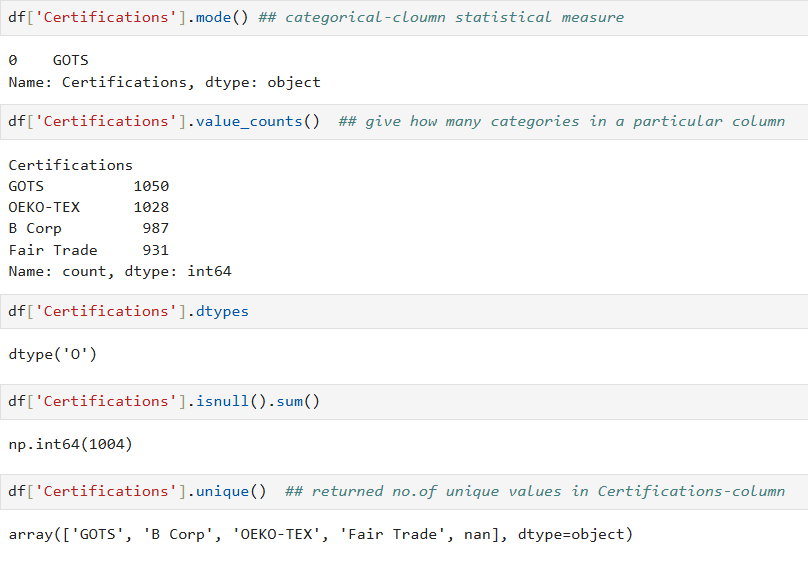 df['Certifications'].mode() ## categorical-cloumn statistical measure
0    GOTS
Name: Certifications, dtype: object
df['Certifications'].value_counts()  ## give how many categories in a particular column
Certifications
GOTS          1050
OEKO-TEX      1028
B Corp         987
Fair Trade     931
Name: count, dtype: int64
df['Certifications'].dtypes
dtype('O')
df['Certifications'].isnull().sum()
np.int64(1004)
df['Certifications'].unique()  ## returned no.of unique values in Certifications-column
array(['GOTS', 'B Corp', 'OEKO-TEX', 'Fair Trade', nan], dtype=object)